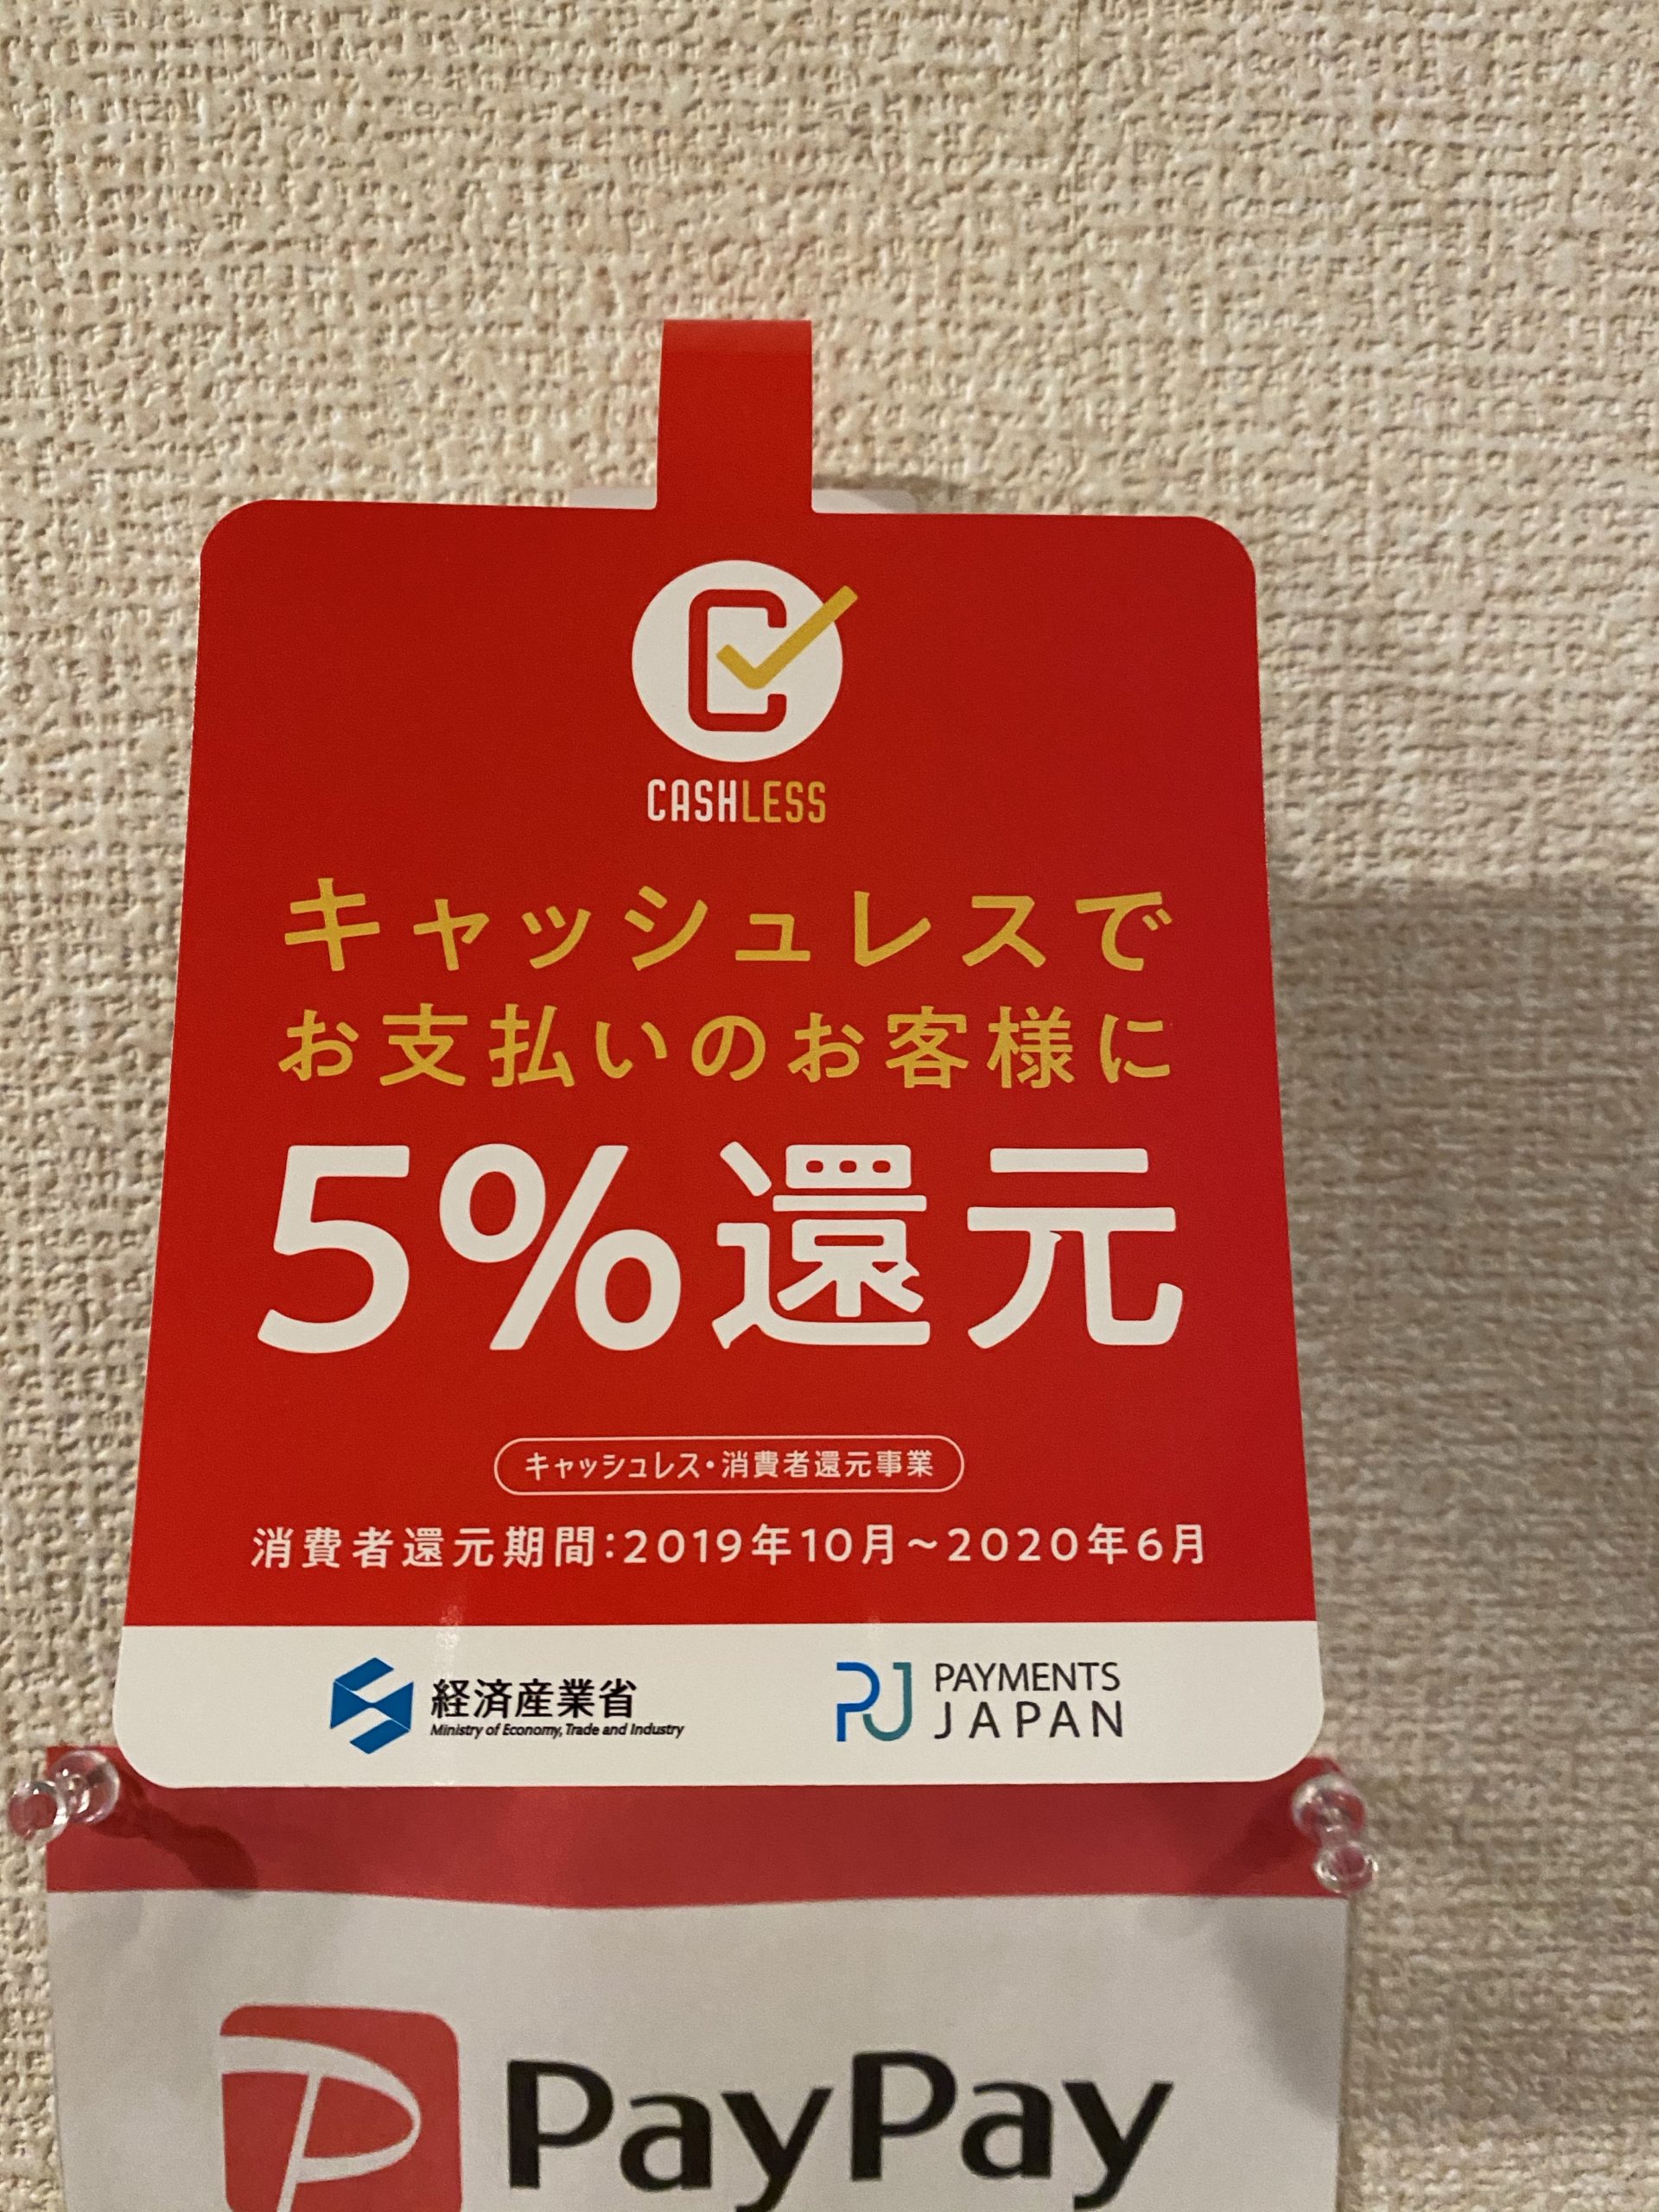 CASHLESS
キャッシュレスで
お支払いのお客様に
5%還元
キャッシュレス・消費者還元事業
消費者還元期間:2019年10月〜2020年6月
経済産業省
Ministry of Economy, Trade and Industry
PAYMENTS
JAPAN
PayPay